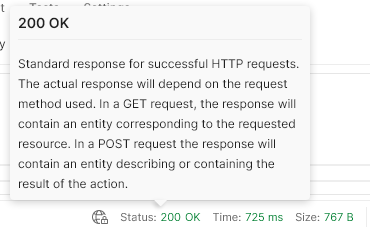 200 OK
Standard response for successful HTTP requests.
The actual response will depend on the request
method used. In a GET request, the response will
contain an entity corresponding to the requested
resource. In a POST request the response will
contain an entity describing or containing the
result of the action.
Status: 200 OK Time: 725 ms Size: 767 B